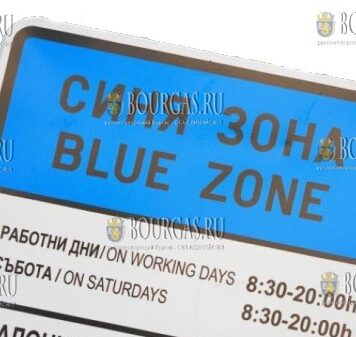 СИНЯ ЗОНА
BLUE ZONE
РАБОТНИ ДНИ/ON WORKING DAYS 8:30-20:00h
СЪБОТА/ON SATURDAYS 8:30-20:00h
BOURGAS.RU